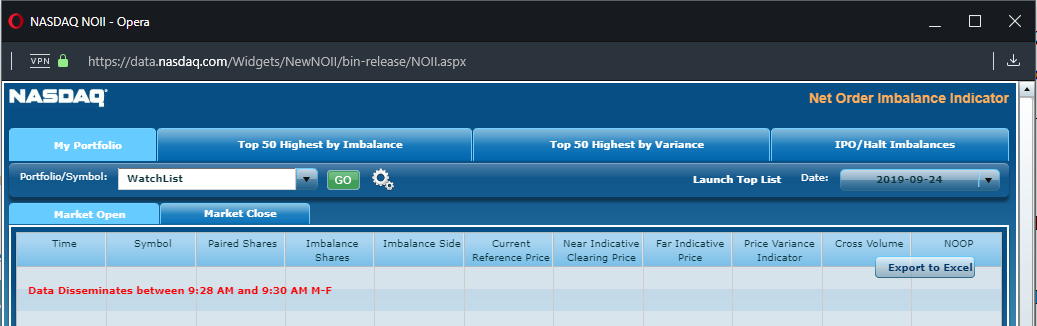 NASDAQ NOII - Opera
VPN https://data.nasdaq.com/Widgets/NewNOII/bin-release/NOII.aspx
NASDAQ Net Order Imbalance Indicator
My Portfolio Top 50 Highest by Imbalance Top 50 Highest by Variance IPO/Halt Imbalances
Portfolio/Symbol: WatchList GO Launch Top List Date: 2019-09-24
Market Open Market Close
Time Symbol Paired Shares Imbalance Imbalance Side Current Near Indicative Far Indicative Price Variance Cross Volume NOOP
Shares Reference Price Clearing Price Price Indicator
Export to Excel
Data Disseminates between 9:28 AM and 9:30 AM M-F